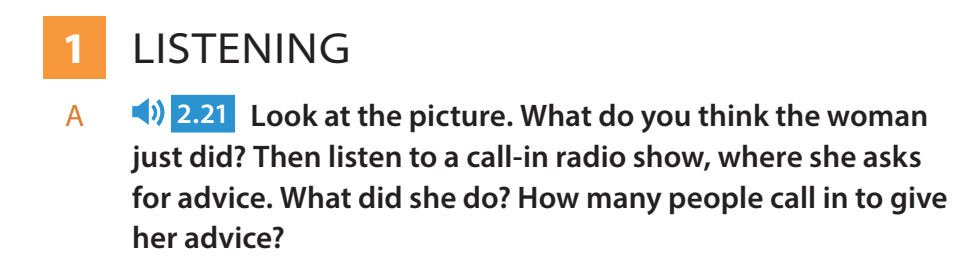 1 LISTENING
A 2.21 Look at the picture. What do you think the woman
just did? Then listen to a call-in radio show, where she asks
for advice. What did she do? How many people call in to give
her advice?